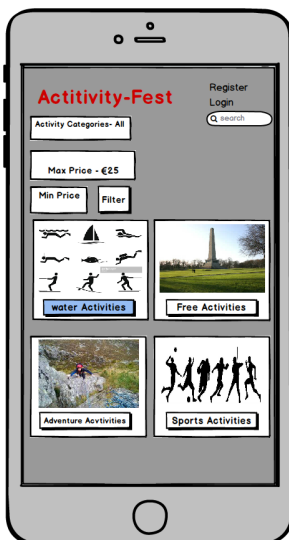 Register
Actitivity-Fest
Login
search
Activity Categories- All
Max Price - €25
Min Price
Filter
water Activities
Free Activities
Adventure Acvtivities
Sports Activities